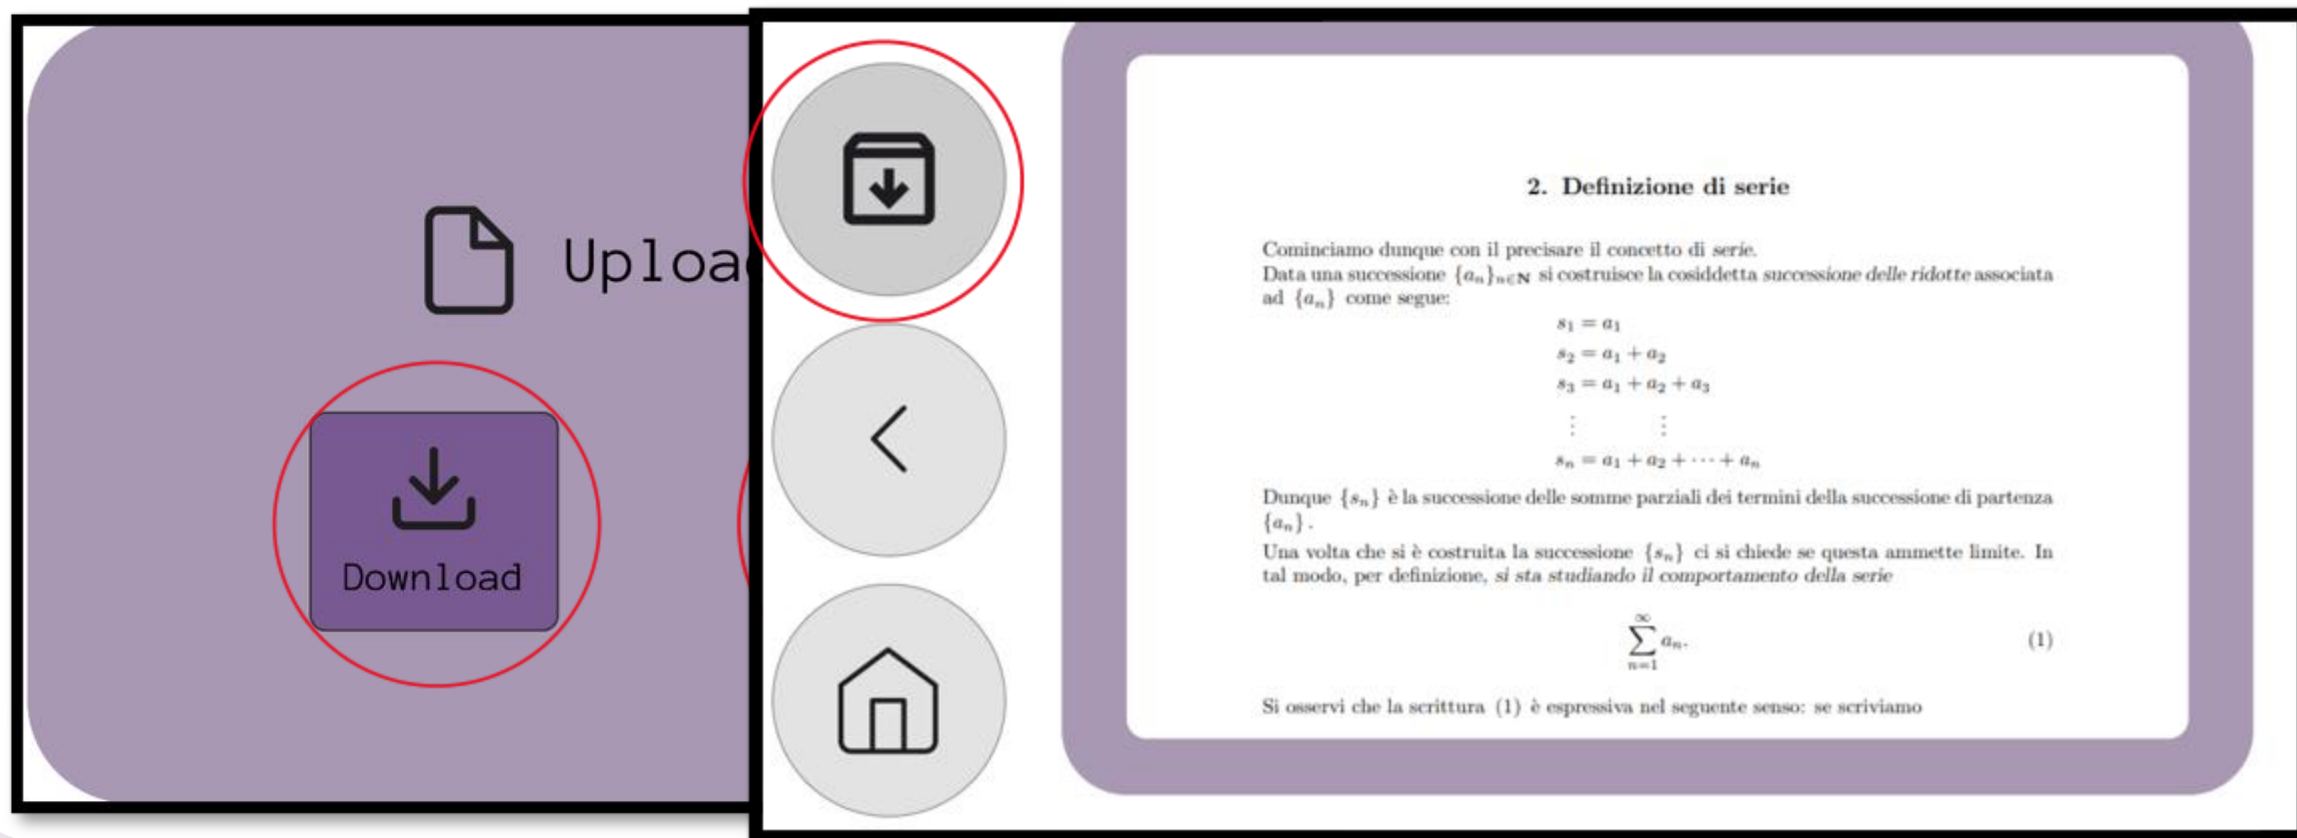 Download
2. Definizione di serie
Cominciamo dunque con il precisare il concetto di serie.
Data una successione {aₙ}ₙ∈𝐍 si costruisce la cosiddetta successione delle ridotte associata
ad {aₙ} come segue:
s₁ = a₁
s₂ = a₁ + a₂
s₃ = a₁ + a₂ + a₃
⋮ ⋮
sₙ = a₁ + a₂ + ··· + aₙ
Dunque {sₙ} è la successione delle somme parziali dei termini della successione di partenza
{aₙ}.
Una volta che si è costruita la successione {sₙ} ci si chiede se questa ammette limite. In
tal modo, per definizione, si sta studiando il comportamento della serie
∞
∑ aₙ. (1)
n=1
Si osservi che la scrittura (1) è espressiva nel seguente senso: se scriviamo